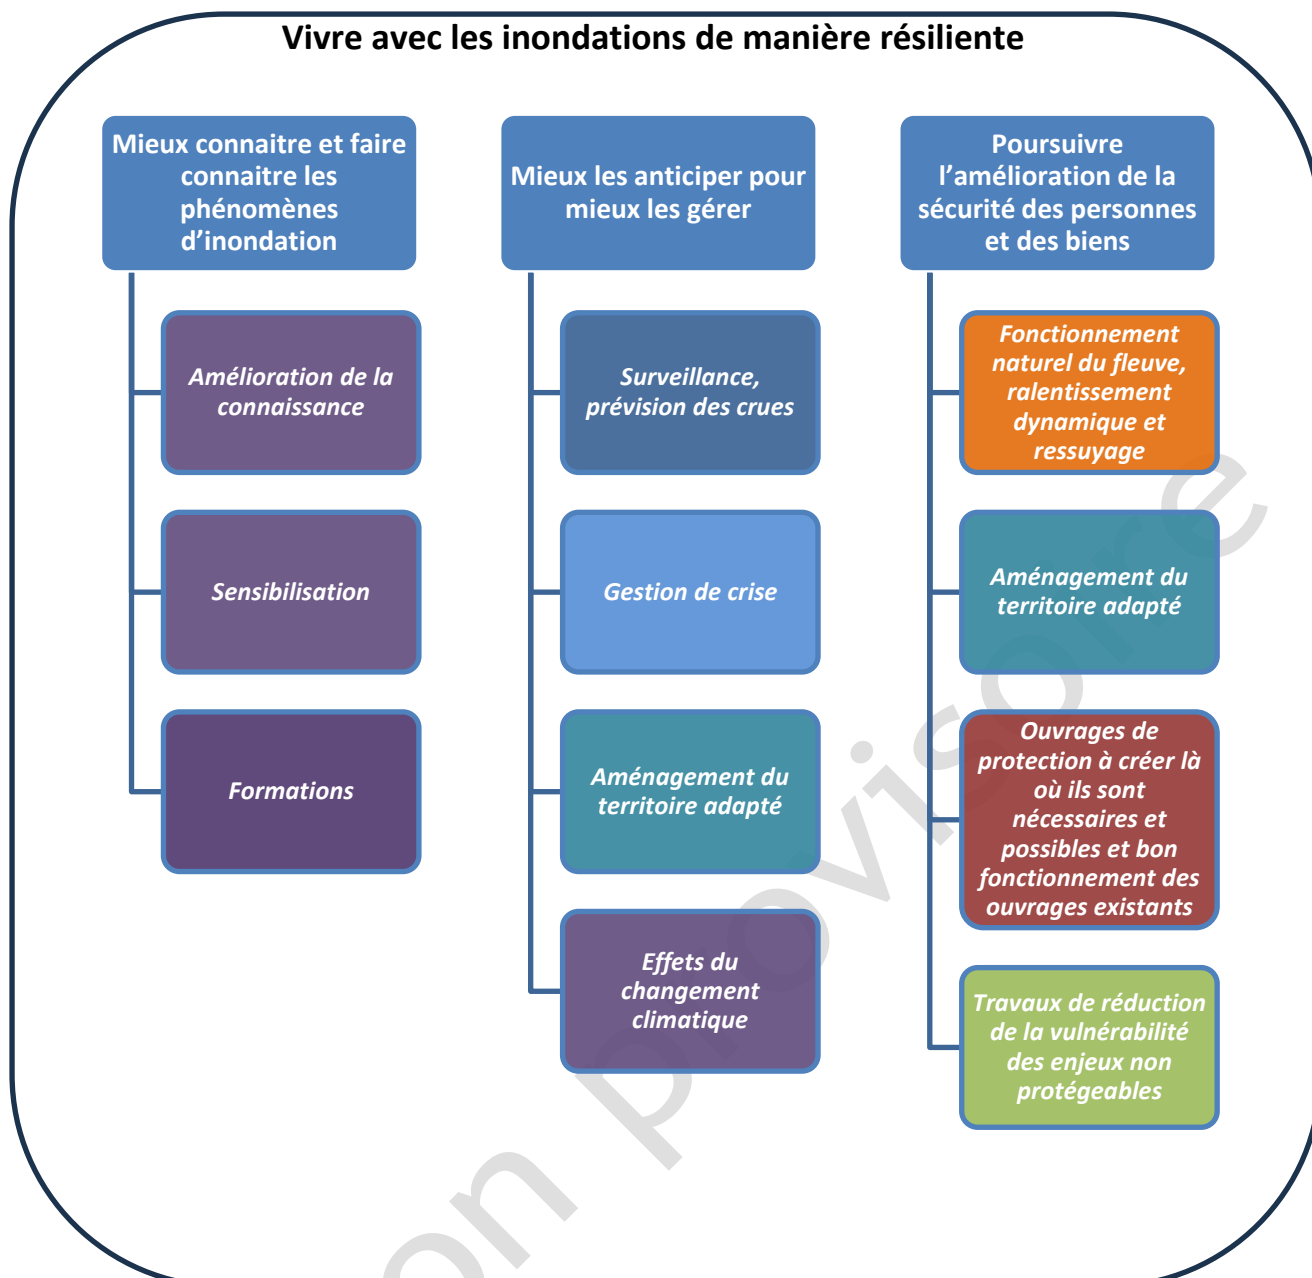 Vivre avec les inondations de manière résiliente
Mieux connaitre et faire
connaitre les
phénomènes
d’inondation
Amélioration de la
connaissance
Sensibilisation
Formations
Mieux les anticiper pour
mieux les gérer
Surveillance,
prévision des crues
Gestion de crise
Aménagement du
territoire adapté
Effets du
changement
climatique
Poursuivre
l’amélioration de la
sécurité des personnes
et des biens
Fonctionnement
naturel du fleuve,
ralentissement
dynamique et
ressuyage
Aménagement du
territoire adapté
Ouvrages de
protection à créer là
où ils sont
nécessaires et
possibles et bon
fonctionnement des
ouvrages existants
Travaux de réduction
de la vulnérabilité
des enjeux non
protégeables
on provisoire